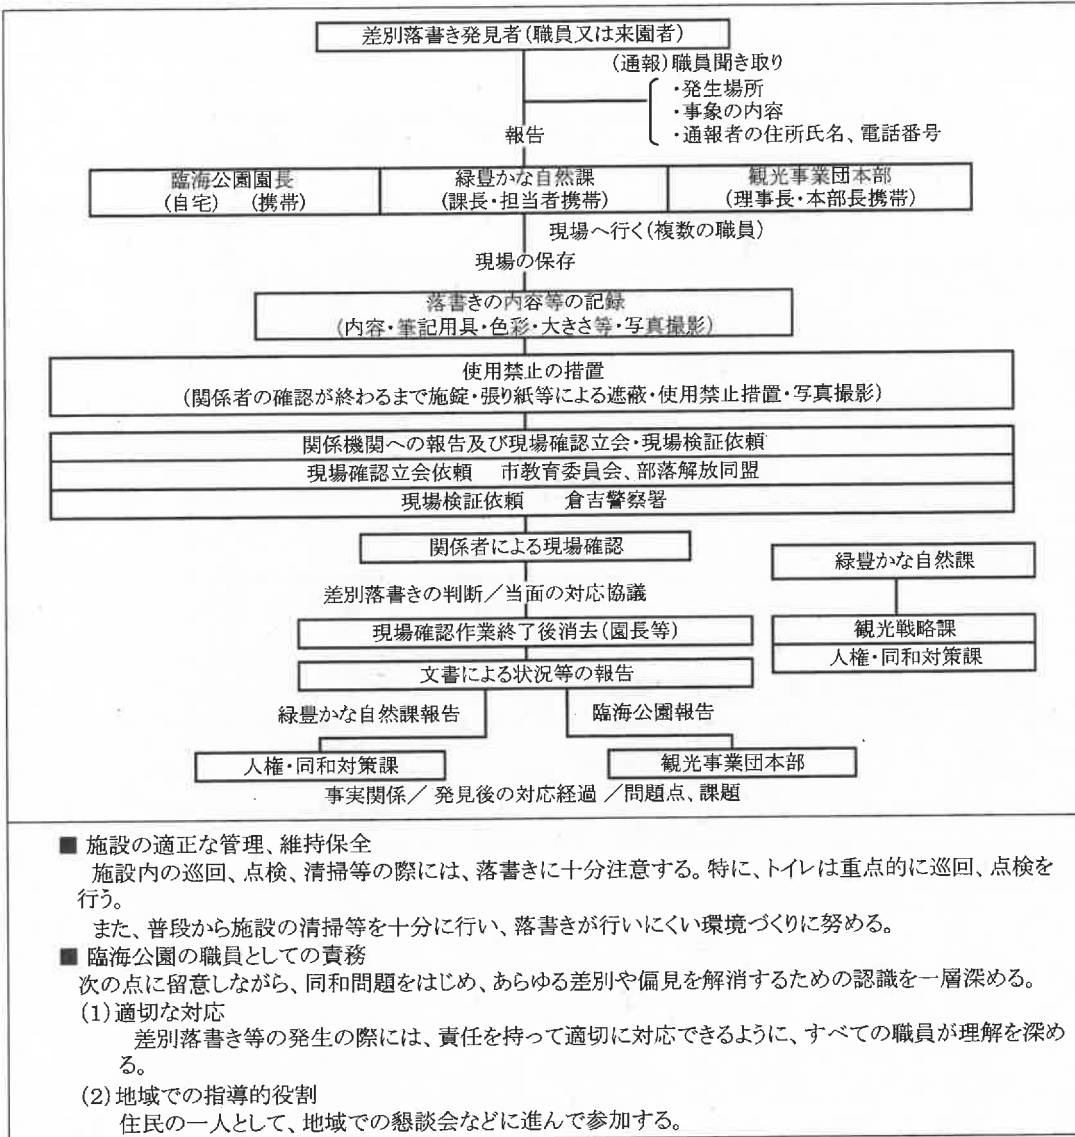 差別落書き発見者(職員又は来園者)
(通報)職員聞き取り
・発生場所
・事象の内容
・通報者の住所氏名、電話番号
報告
臨海公園園長
(自宅) (携帯)
緑豊かな自然課
(課長・担当者携帯)
観光事業団本部
(理事長・本部長携帯)
現場へ行く(複数の職員)
現場の保存
落書きの内容等の記録
(内容・筆記用具・色彩・大きさ等・写真撮影)
使用禁止の措置
(関係者の確認が終わるまで施錠・張り紙等による遮蔽・使用禁止措置・写真撮影)
関係機関への報告及び現場確認立会・現場検証依頼
現場確認立会依頼 市教育委員会、部落解放同盟
現場検証依頼 倉吉警察署
関係者による現場確認
緑豊かな自然課
差別落書きの判断／当面の対応協議
現場確認作業終了後消去(園長等)
観光戦略課
人権・同和対策課
文書による状況等の報告
緑豊かな自然課報告
臨海公園報告
人権・同和対策課
観光事業団本部
事実関係／ 発見後の対応経過 ／問題点、課題
■ 施設の適正な管理、維持保全
施設内の巡回、点検、清掃等の際には、落書きに十分注意する。特に、トイレは重点的に巡回、点検を
行う。
また、普段から施設の清掃等を十分に行い、落書きが行いにくい環境づくりに努める。
■ 臨海公園の職員としての責務
次の点に留意しながら、同和問題をはじめ、あらゆる差別や偏見を解消するための認識を一層深める。
(1)適切な対応
差別落書き等の発生の際には、責任を持って適切に対応できるように、すべての職員が理解を深め
る。
(2)地域での指導的役割
住民の一人として、地域での懇談会などに進んで参加する。